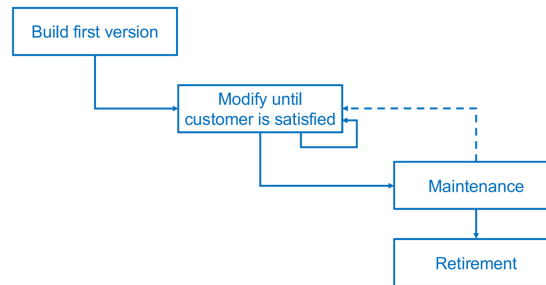 Build first version
Modify until
customer is satisfied
Maintenance
Retirement